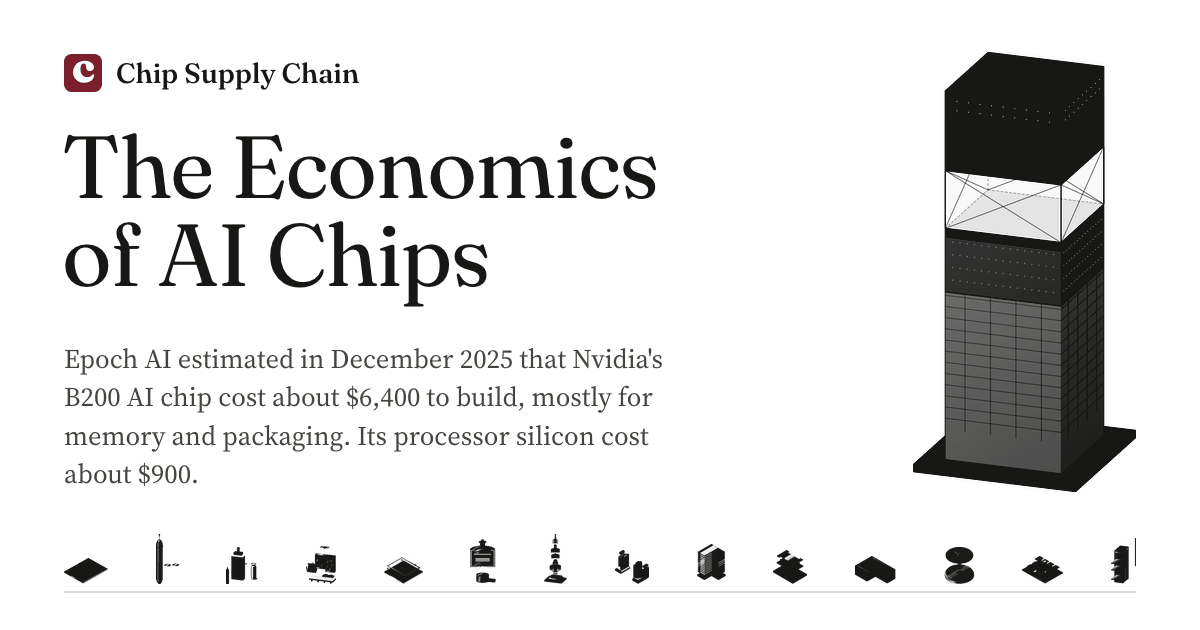 c Chip Supply Chain
The Economics
of AI Chips
Epoch AI estimated in December 2025 that Nvidia's
B200 AI chip cost about $6,400 to build, mostly for
memory and packaging. Its processor silicon cost
about $900.